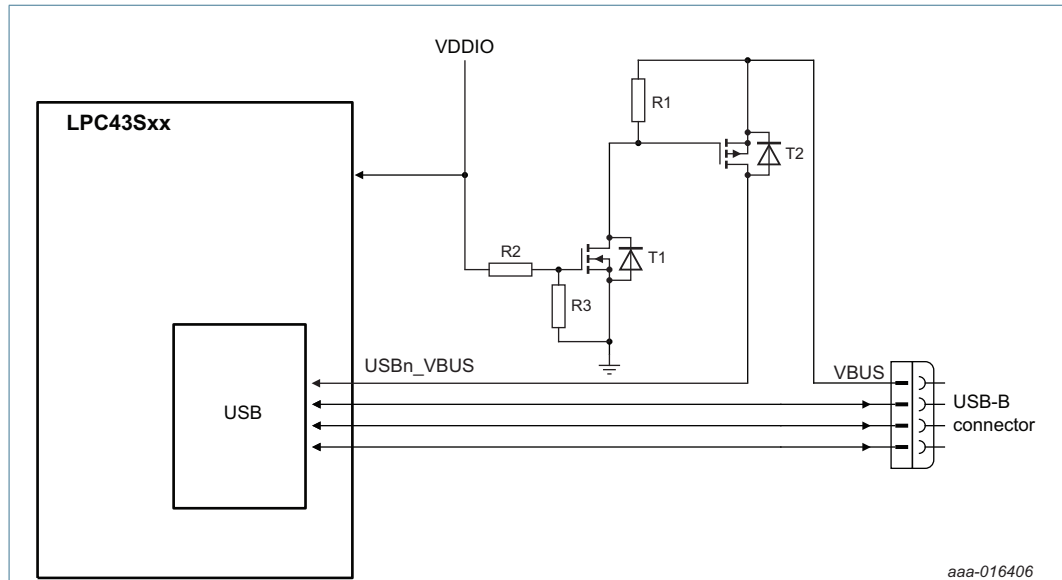 VDDIO
LPC43Sxx
R1
T2
R2
T1
R3
USBn_VBUS
VBUS
USB
USB-B
connector
aaa-016406